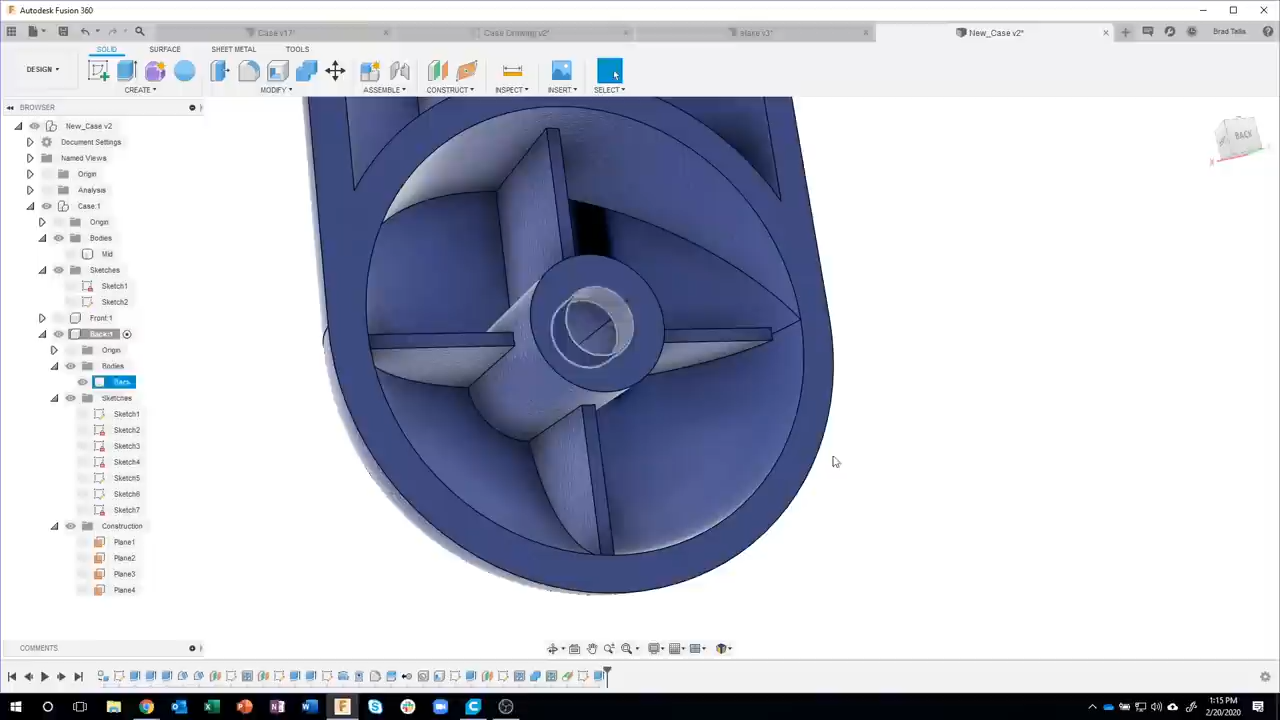 Autodesk Fusion 360
Case v17*
Case Drawing v2*
New_Case v2*
Brad Tallis
DESIGN
SOLID
SURFACE
SHEET METAL
TOOLS
CREATE
MODIFY
ASSEMBLE
CONSTRUCT
INSPECT
INSERT
SELECT
BROWSER
New_Case v2
Document Settings
Named Views
Origin
Analysis
Case:1
Origin
Bodies
Mid
Sketches
Sketch1
Sketch2
Front:1
Back:1
Origin
Bodies
Back
Sketches
Sketch1
Sketch2
Sketch3
Sketch4
Sketch5
Sketch6
Sketch7
Construction
Plane1
Plane2
Plane3
Plane4
BACK
COMMENTS
1:15 PM
2/20/2020